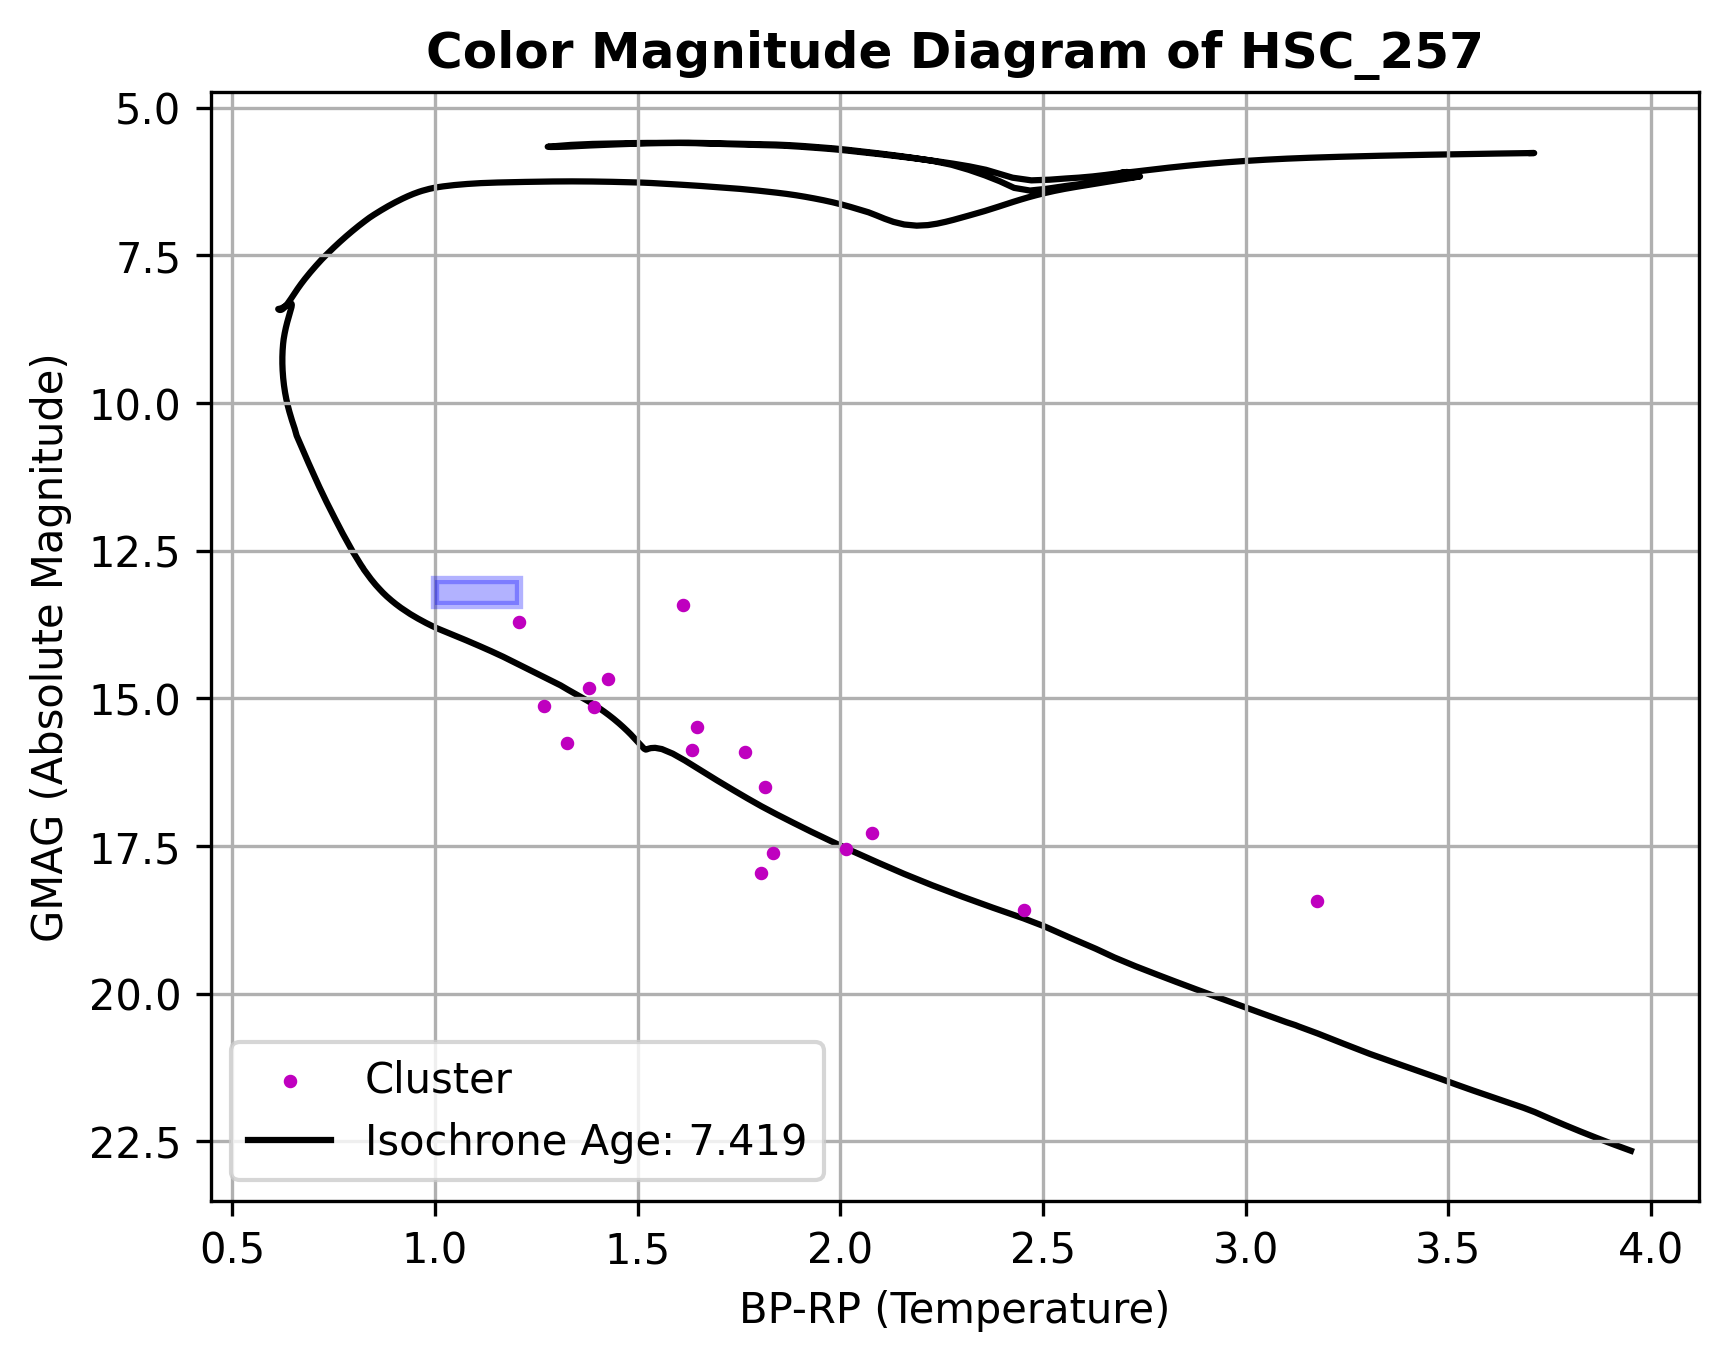 Color Magnitude Diagram of HSC_257
GMAG (Absolute Magnitude)
5.0
7.5
10.0
12.5
15.0
17.5
20.0
22.5
Cluster
Isochrone Age: 7.419
0.5 1.0 1.5 2.0 2.5 3.0 3.5 4.0
BP-RP (Temperature)